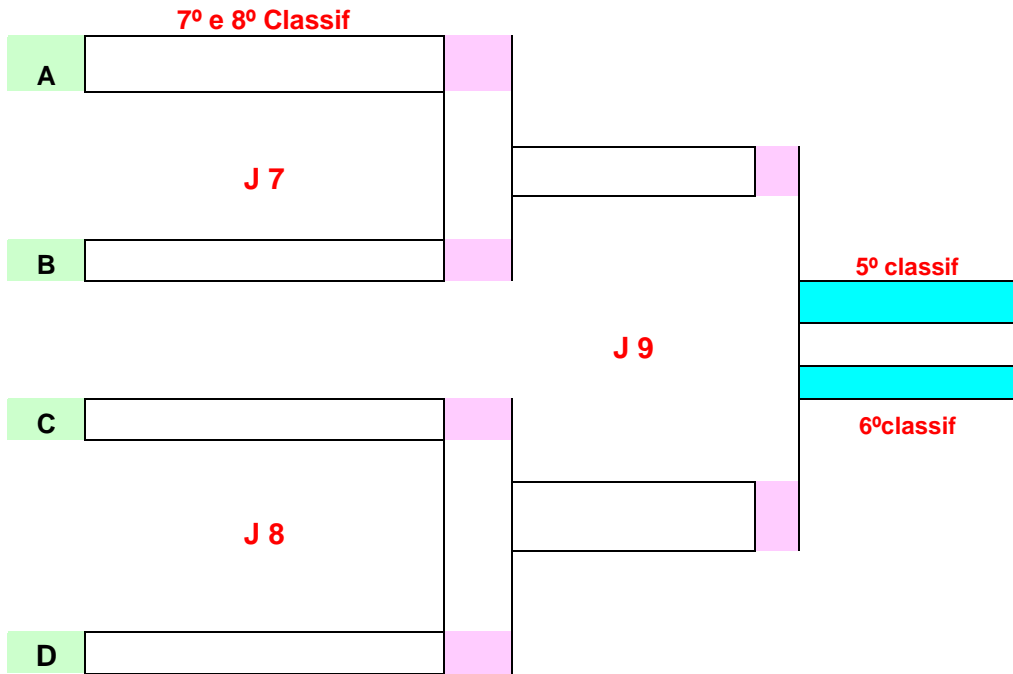 7º e 8º Classif
A
J 7
B
5º classif
J 9
C
6ºclassif
J 8
D